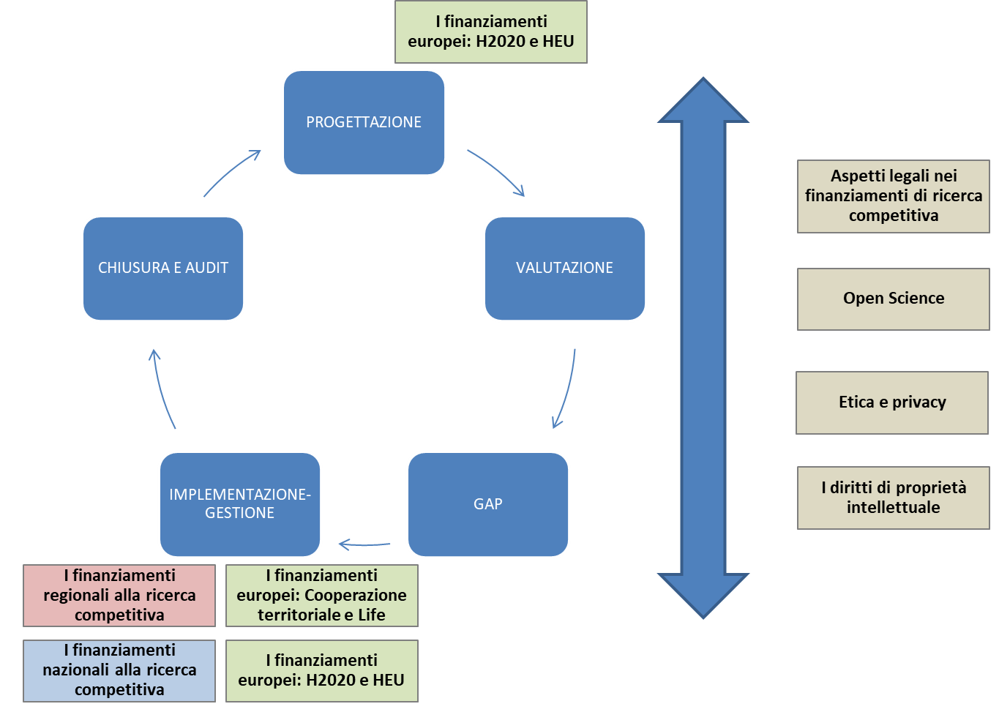 I finanziamenti
europei: H2020 e HEU
PROGETTAZIONE
VALUTAZIONE
GAP
IMPLEMENTAZIONE-
GESTIONE
CHIUSURA E AUDIT
I finanziamenti
regionali alla ricerca
competitiva
I finanziamenti
europei: Cooperazione
territoriale e Life
I finanziamenti
nazionali alla ricerca
competitiva
I finanziamenti
europei: H2020 e HEU
Aspetti legali nei
finanziamenti di ricerca
competitiva
Open Science
Etica e privacy
I diritti di proprietà
intellettuale